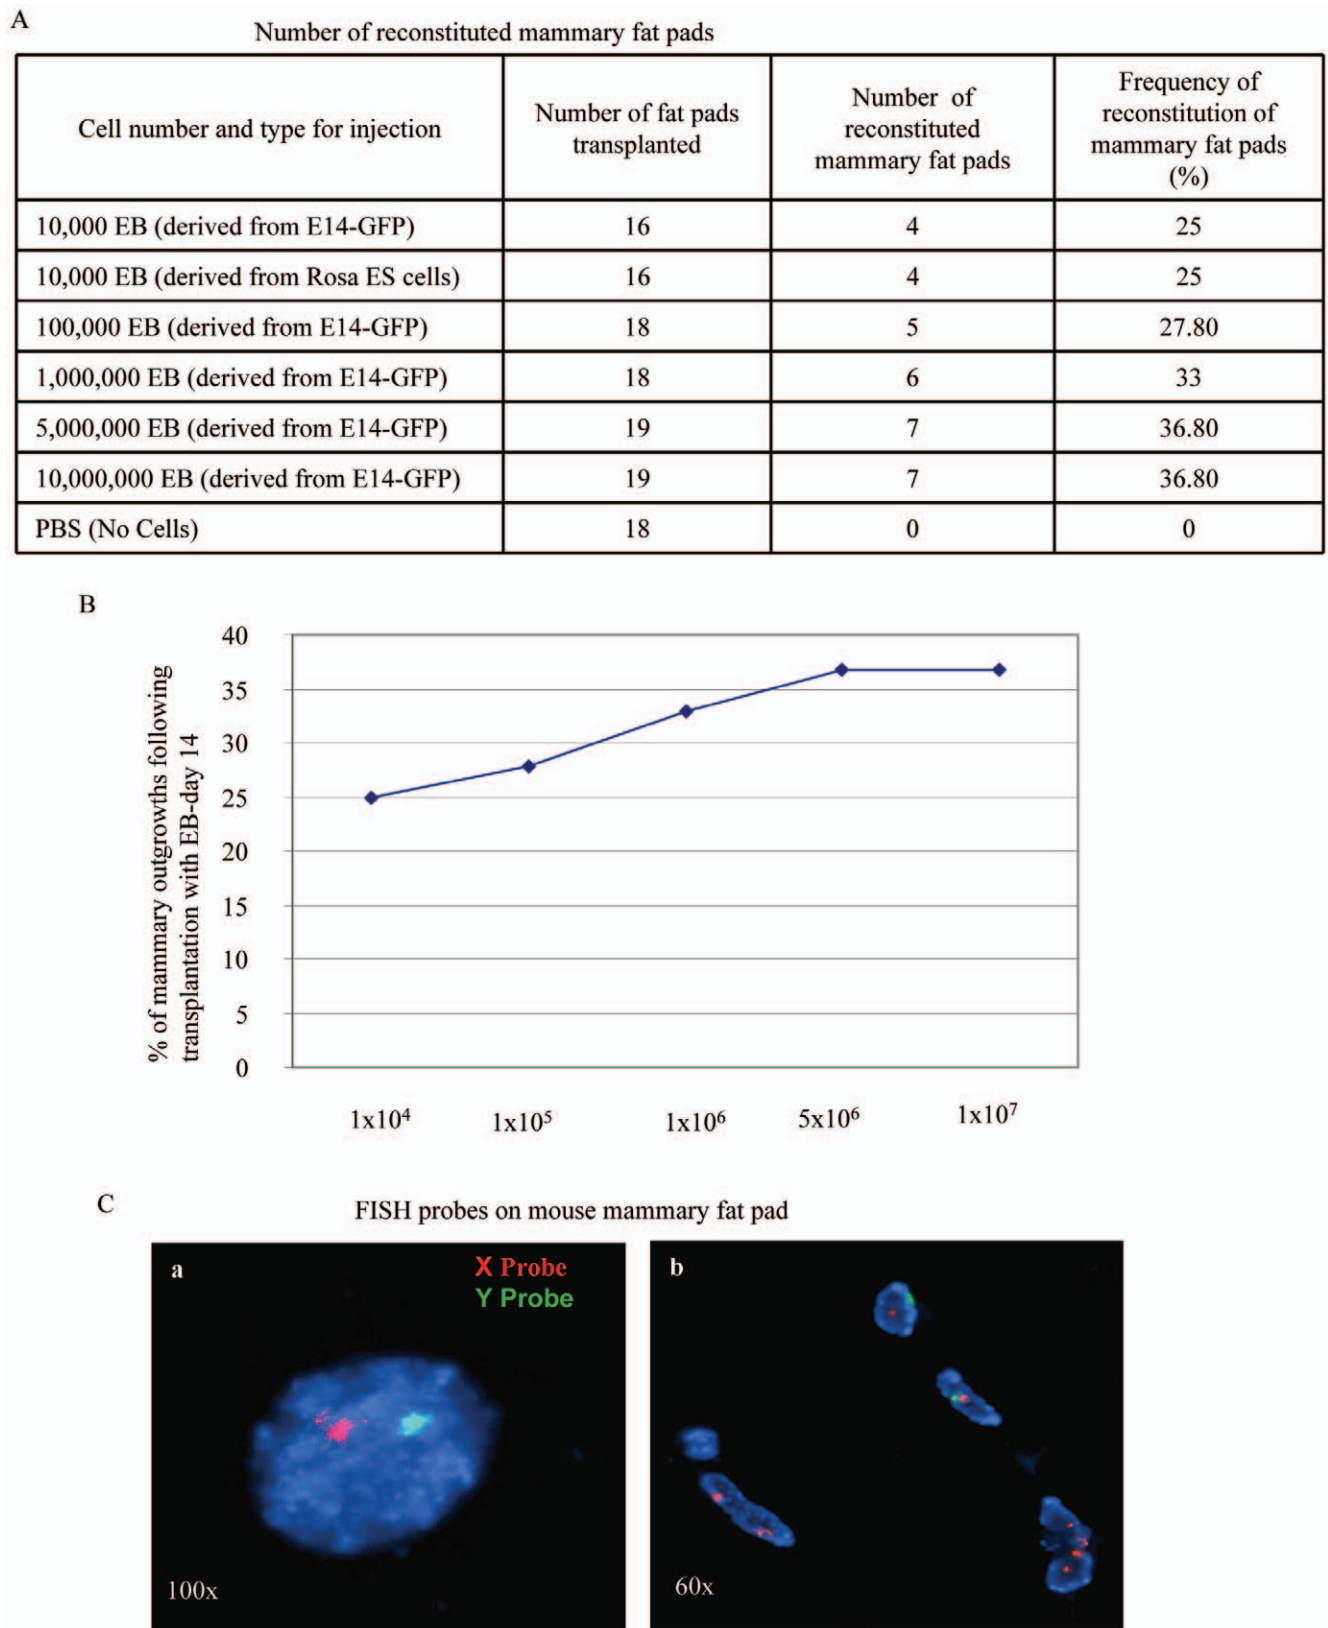 A
Number of reconstituted mammary fat pads
Cell number and type for injection
Number of fat pads
transplanted
Number of
reconstituted
mammary fat pads
Frequency of
reconstitution of
mammary fat pads
(%)
10,000 EB (derived from E14-GFP) 16 4 25
10,000 EB (derived from Rosa ES cells) 16 4 25
100,000 EB (derived from E14-GFP) 18 5 27.80
1,000,000 EB (derived from E14-GFP) 18 6 33
5,000,000 EB (derived from E14-GFP) 19 7 36.80
10,000,000 EB (derived from E14-GFP) 19 7 36.80
PBS (No Cells) 18 0 0
B
% of mammary outgrowths following
transplantation with EB-day 14
40
35
30
25
20
15
10
5
0
1x10⁴ 1x10⁵ 1x10⁶ 5x10⁶ 1x10⁷
C
FISH probes on mouse mammary fat pad
a
X Probe
Y Probe
100x
b
60x